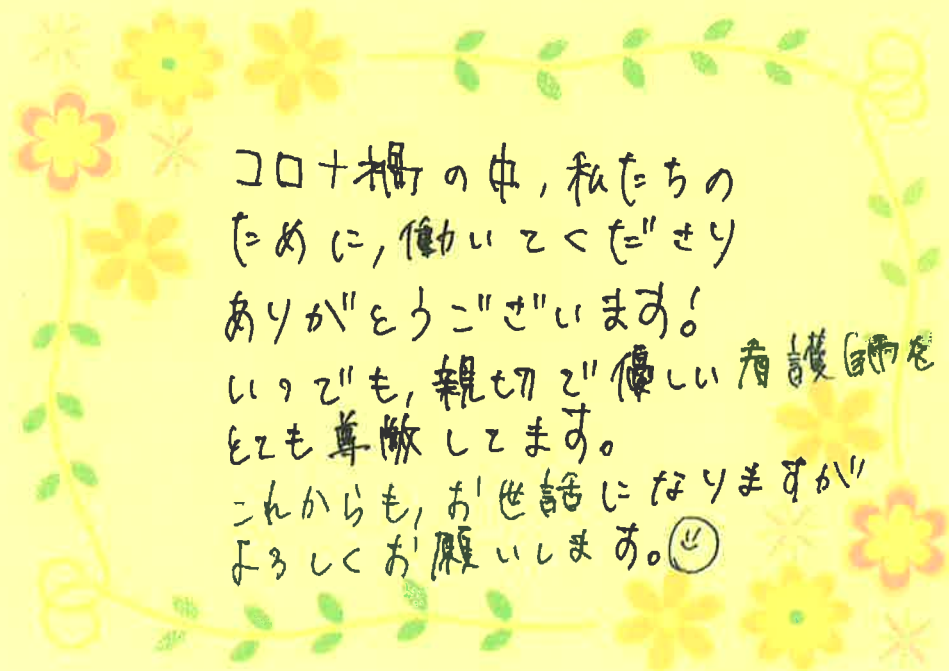 コロナ禍の中,私たちの
ために,働いてくださり
ありがとうございます!
いつでも,親切で優しい看護師を
とても尊敬してます。
これからも,お世話になりますが
よろしくお願いします。